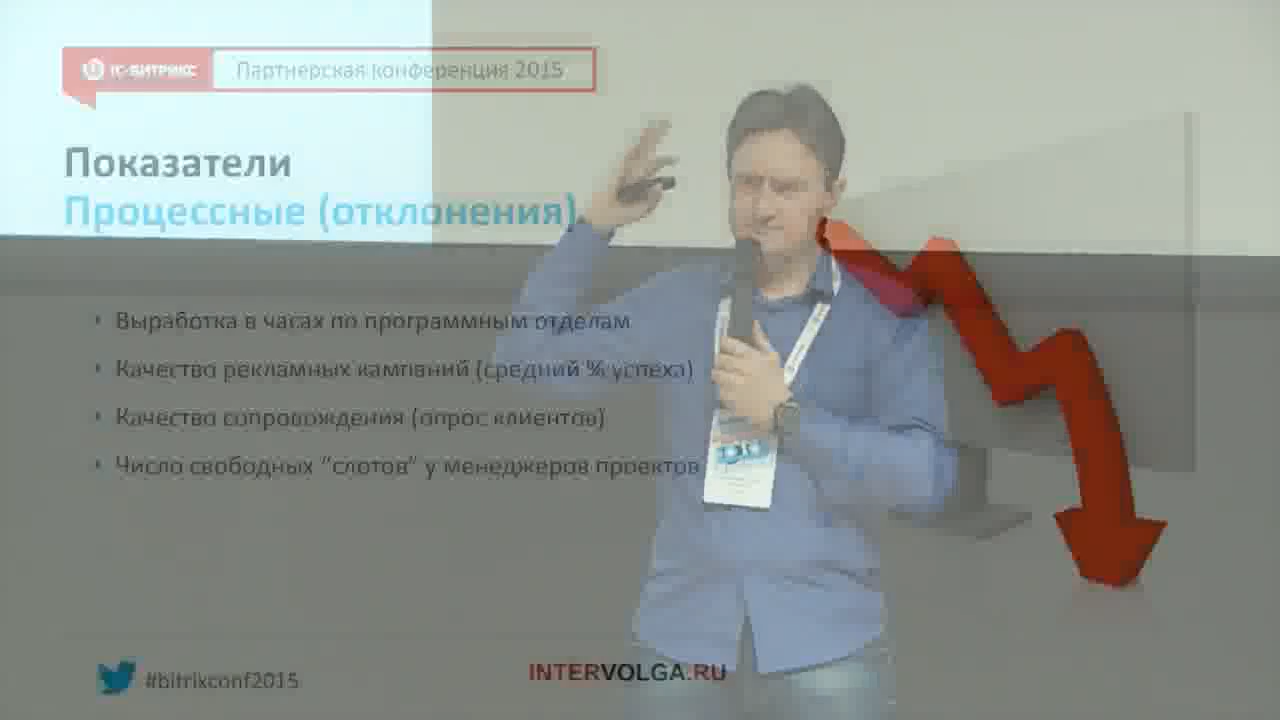 1С-БИТРИКС Партнерская конференция 2015
Показатели
Процессные (отклонения)
• Выработка в часах по программным отделам
• Качество рекламных кампаний (средний % успеха)
• Качество сопровождения (опрос клиентов)
• Число свободных "слотов" у менеджеров проектов
#bitrixconf2015
INTERVOLGA.RU